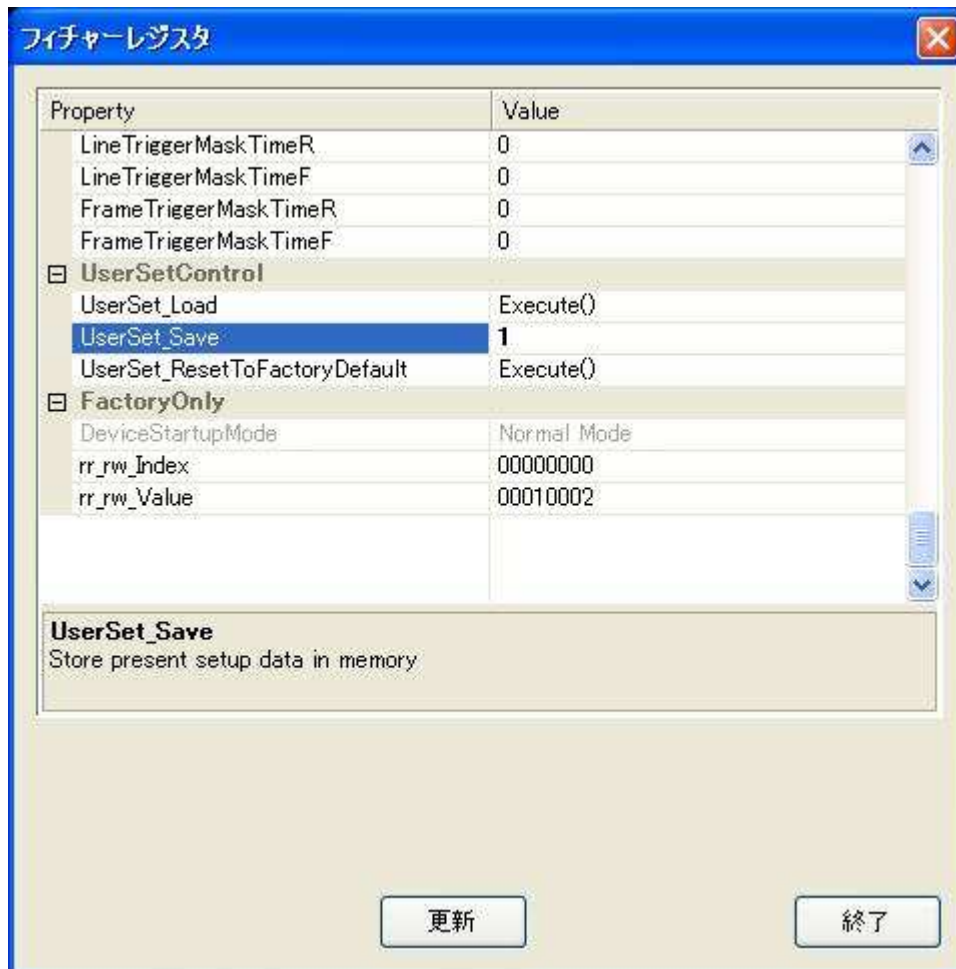 フィチャーレジスタ
Property Value
LineTriggerMaskTimeR 0
LineTriggerMaskTimeF 0
FrameTriggerMaskTimeR 0
FrameTriggerMaskTimeF 0
UserSetControl
UserSet_Load Execute()
UserSet_Save 1
UserSet_ResetToFactoryDefault Execute()
FactoryOnly
DeviceStartupMode Normal Mode
rr_rw_Index 00000000
rr_rw_Value 00010002
UserSet_Save
Store present setup data in memory
更新 終了